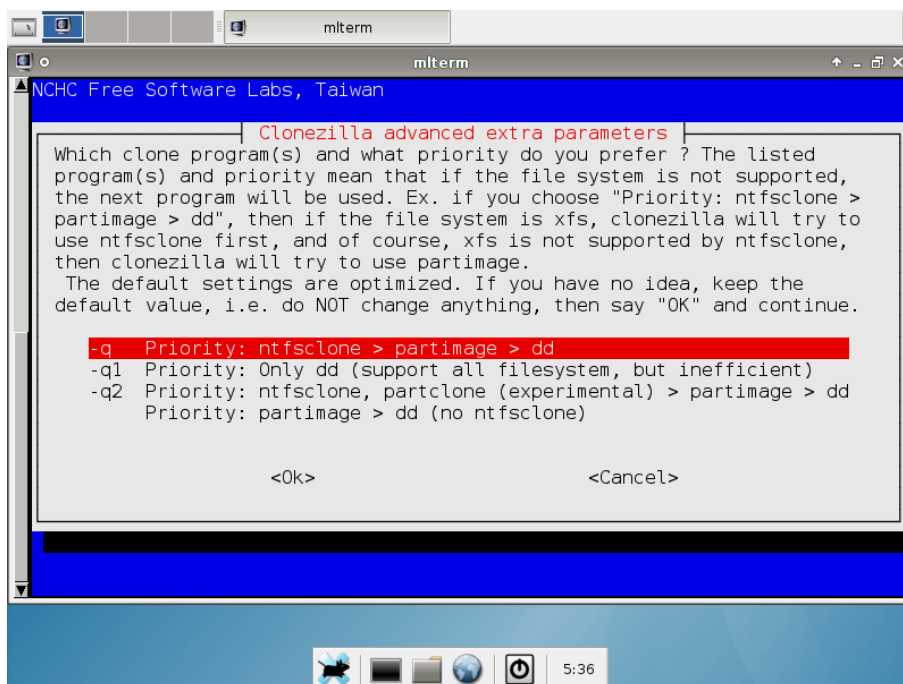 mlterm
mlterm
NCHC Free Software Labs, Taiwan
Clonezilla advanced extra parameters
Which clone program(s) and what priority do you prefer ? The listed
program(s) and priority mean that if the file system is not supported,
the next program will be used. Ex. if you choose "Priority: ntfsclone >
partimage > dd", then if the file system is xfs, clonezilla will try to
use ntfsclone first, and of course, xfs is not supported by ntfsclone,
then clonezilla will try to use partimage.
The default settings are optimized. If you have no idea, keep the
default value, i.e. do NOT change anything, then say "OK" and continue.
-q Priority: ntfsclone > partimage > dd
-q1 Priority: Only dd (support all filesystem, but inefficient)
-q2 Priority: ntfsclone, partclone (experimental) > partimage > dd
Priority: partimage > dd (no ntfsclone)
<Ok> <Cancel>
5:36